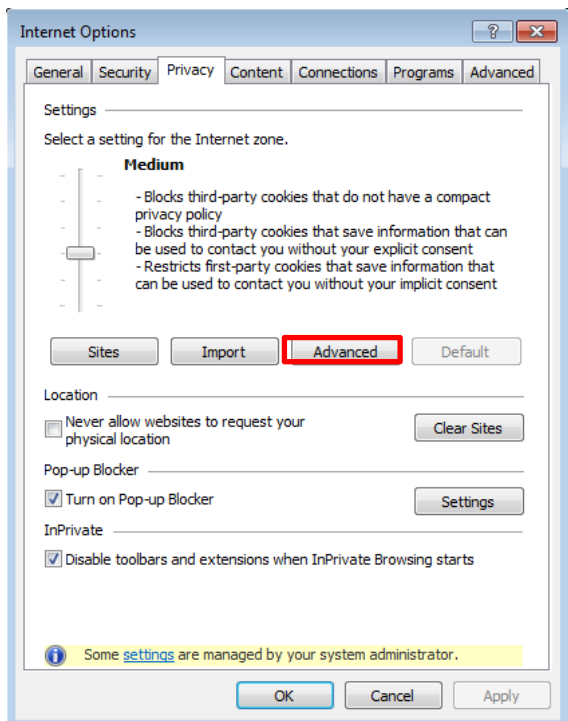 Internet Options
General Security Privacy Content Connections Programs Advanced
Settings
Select a setting for the Internet zone.
Medium
- Blocks third-party cookies that do not have a compact
privacy policy
- Blocks third-party cookies that save information that can
be used to contact you without your explicit consent
- Restricts first-party cookies that save information that
can be used to contact you without your implicit consent
Sites Import Advanced Default
Location
Never allow websites to request your
physical location
Clear Sites
Pop-up Blocker
Turn on Pop-up Blocker
Settings
InPrivate
Disable toolbars and extensions when InPrivate Browsing starts
Some settings are managed by your system administrator.
OK Cancel Apply